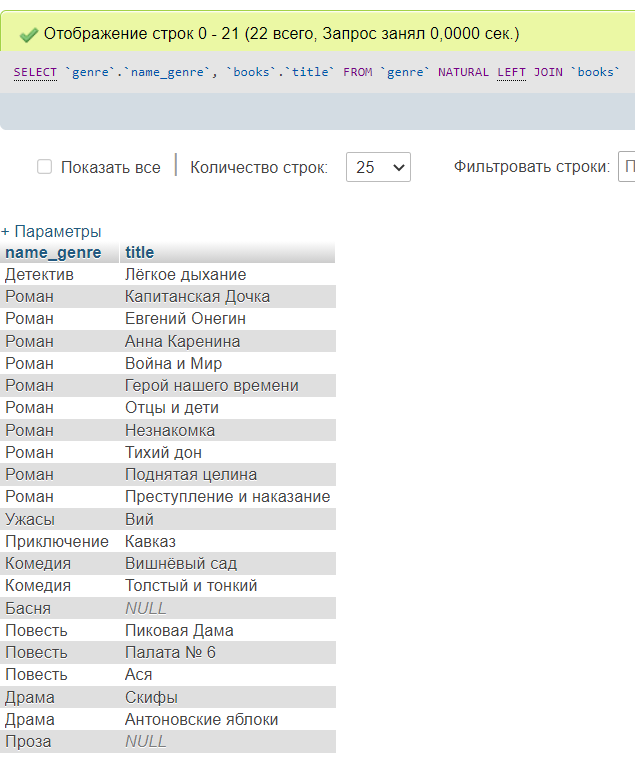 Отображение строк 0 - 21 (22 всего, Запрос занял 0,0000 сек.)
SELECT `genre`.`name_genre`, `books`.`title` FROM `genre` NATURAL LEFT JOIN `books`
Показать все | Количество строк: 25 Фильтровать строки: П
+ Параметры
name_genre title
Детектив Лёгкое дыхание
Роман Капитанская Дочка
Роман Евгений Онегин
Роман Анна Каренина
Роман Война и Мир
Роман Герой нашего времени
Роман Отцы и дети
Роман Незнакомка
Роман Тихий дон
Роман Поднятая целина
Роман Преступление и наказание
Ужасы Вий
Приключение Кавказ
Комедия Вишнёвый сад
Комедия Толстый и тонкий
Басня NULL
Повесть Пиковая Дама
Повесть Палата № 6
Повесть Ася
Драма Скифы
Драма Антоновские яблоки
Проза NULL